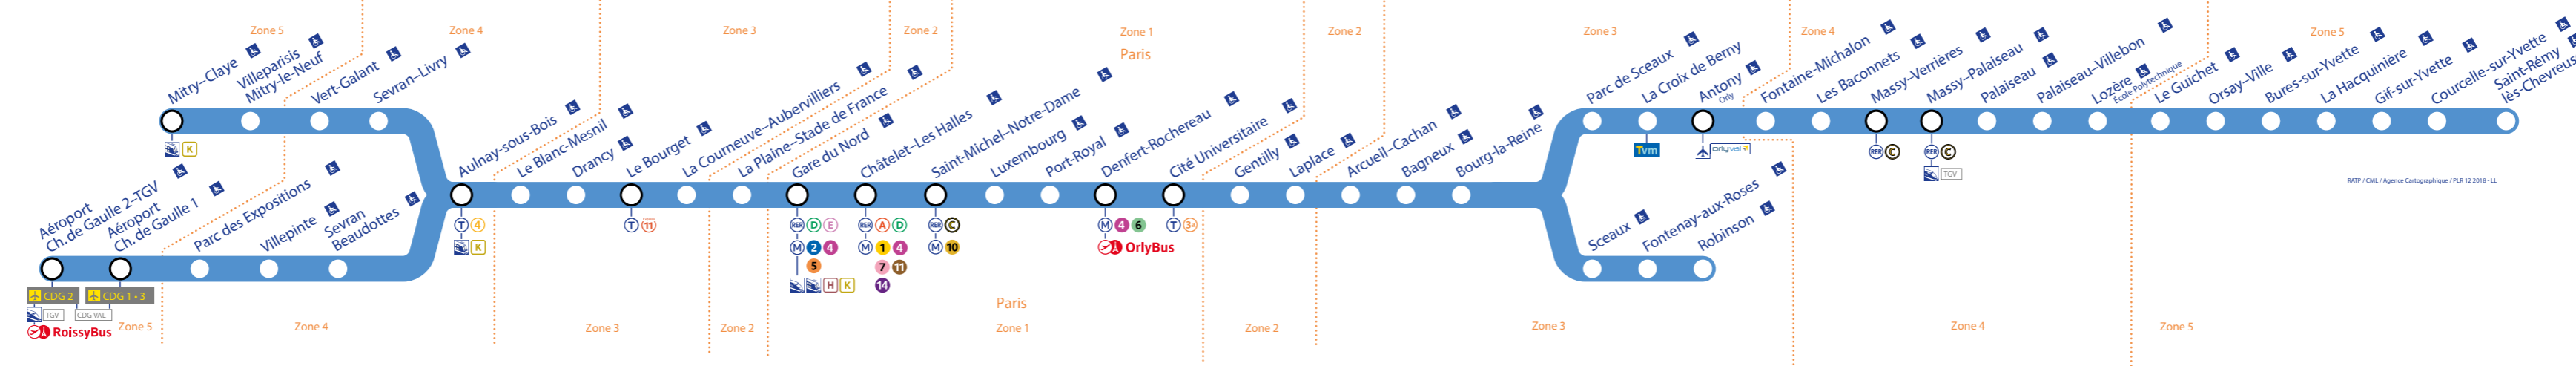 Zone 5
Zone 4
Zone 3
Zone 2
Zone 1
Paris
Zone 2
Zone 3
Zone 4
Zone 5
Mitry–Claye
Villeparisis
Mitry-le-Neuf
Vert-Galant
Sevran–Livry
K
Aéroport
Ch. de Gaulle 2–TGV
Aéroport
Ch. de Gaulle 1
Parc des Expositions
Villepinte
Sevran
Beaudottes
CDG 2
CDG 1 • 3
TGV
CDG VAL
RoissyBus
Aulnay-sous-Bois
T 4
K
Le Blanc-Mesnil
Drancy
Le Bourget
T 11
La Courneuve–Aubervilliers
La Plaine–Stade de France
Gare du Nord
RER D E
M 2 4
5
H K
Châtelet–Les Halles
RER A D
M 1 4
7 11
14
Saint-Michel–Notre-Dame
RER C
M 10
Luxembourg
Port-Royal
Denfert-Rochereau
M 4 6
OrlyBus
Cité Universitaire
T 3a
Gentilly
Laplace
Arcueil–Cachan
Bagneux
Bourg-la-Reine
Parc de Sceaux
La Croix de Berny
Tvm
Antony
Orly
orlyval
Fontaine-Michalon
Les Baconnets
Massy–Verrières
RER C
Massy–Palaiseau
RER C
TGV
Palaiseau
Palaiseau–Villebon
Lozère
École Polytechnique
Le Guichet
Orsay–Ville
Bures-sur-Yvette
La Hacquinière
Gif-sur-Yvette
Courcelle-sur-Yvette
Saint-Rémy
lès-Chevreuse
Sceaux
Fontenay-aux-Roses
Robinson
RATP / CML / Agence Cartographique / PLR 12 2018 - LL
Paris
Zone 5
Zone 4
Zone 3
Zone 2
Zone 1
Zone 2
Zone 3
Zone 4
Zone 5